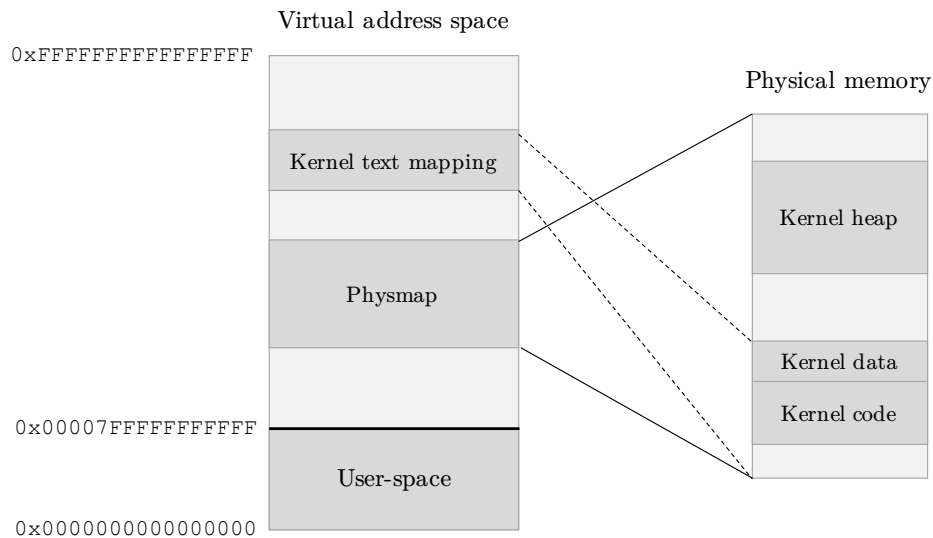 Virtual address space
0xFFFFFFFFFFFFFFFF
Physical memory
Kernel text mapping
Kernel heap
Physmap
Kernel data
Kernel code
0x00007FFFFFFFFFFF
User-space
0x0000000000000000